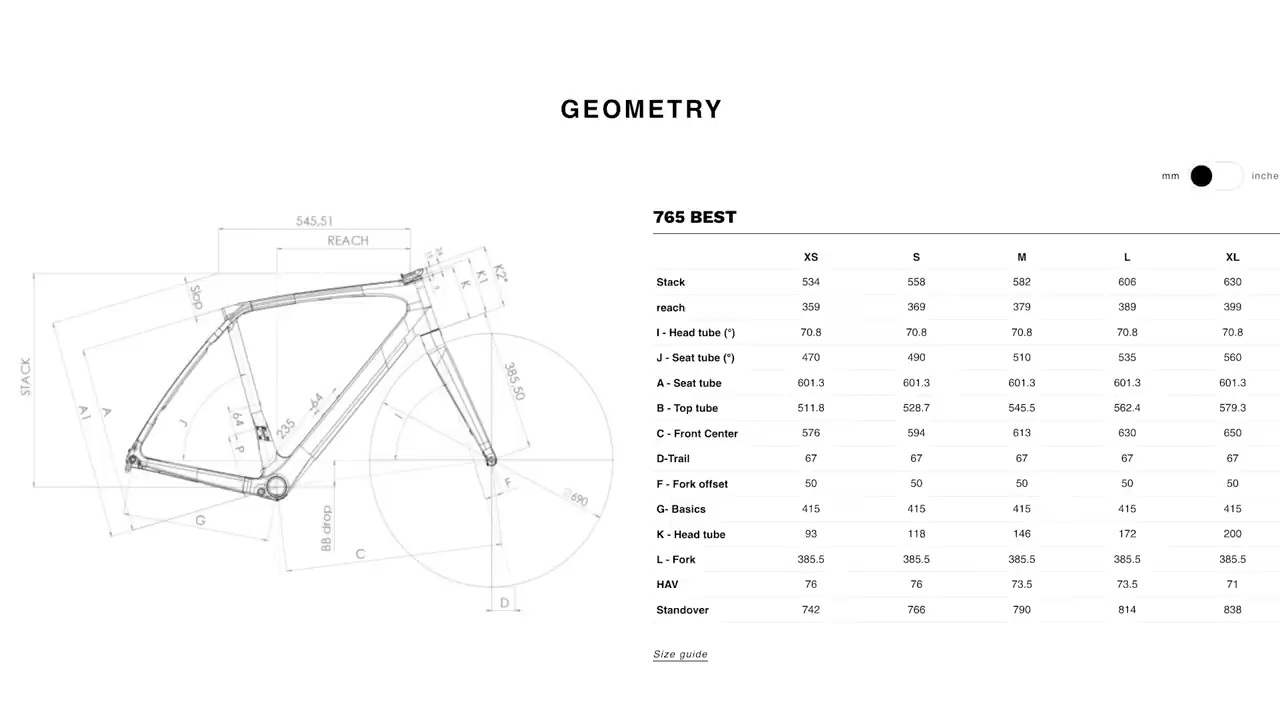 GEOMETRY
mm inche
545,51
REACH
Slop
K
K1
K2*
STACK
A1
A
J
64
P
235
64
I
385,50
F
690
G
BB drop
C
D
765 BEST
XS S M L XL
Stack 534 558 582 606 630
reach 359 369 379 389 399
I - Head tube (°) 70.8 70.8 70.8 70.8 70.8
J - Seat tube (°) 470 490 510 535 560
A - Seat tube 601.3 601.3 601.3 601.3 601.3
B - Top tube 511.8 528.7 545.5 562.4 579.3
C - Front Center 576 594 613 630 650
D-Trail 67 67 67 67 67
F - Fork offset 50 50 50 50 50
G- Basics 415 415 415 415 415
K - Head tube 93 118 146 172 200
L - Fork 385.5 385.5 385.5 385.5 385.5
HAV 76 76 73.5 73.5 71
Standover 742 766 790 814 838
Size guide